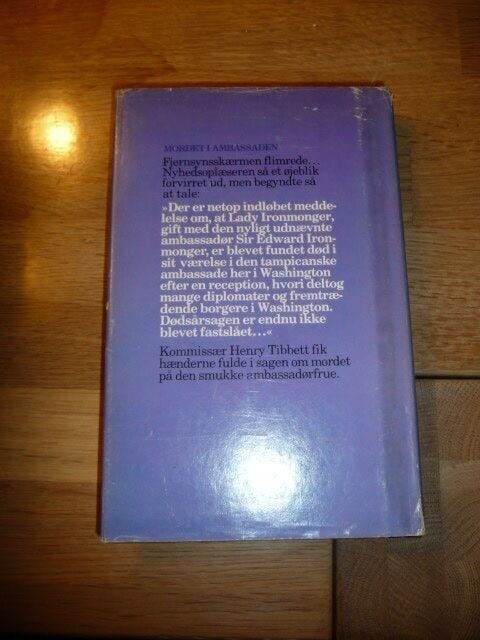 MORDET I AMBASSADEN
Fjernsynsskærmen flimrede...
Nyhedsoplæseren så et øjeblik
forvirret ud, men begyndte så
at tale:
»Der er netop indløbet medde-
lelse om, at Lady Ironmonger,
gift med den nyligt udnævnte
ambassadør Sir Edward Iron-
monger, er blevet fundet død i
sit værelse i den tampicanske
ambassade her i Washington
efter en reception, hvori deltog
mange diplomater og fremtræ-
dende borgere i Washington.
Dødsårsagen er endnu ikke
blevet fastslået...«
Kommissær Henry Tibbett fik
hænderne fulde i sagen om mordet
på den smukke ambassadørfrue.